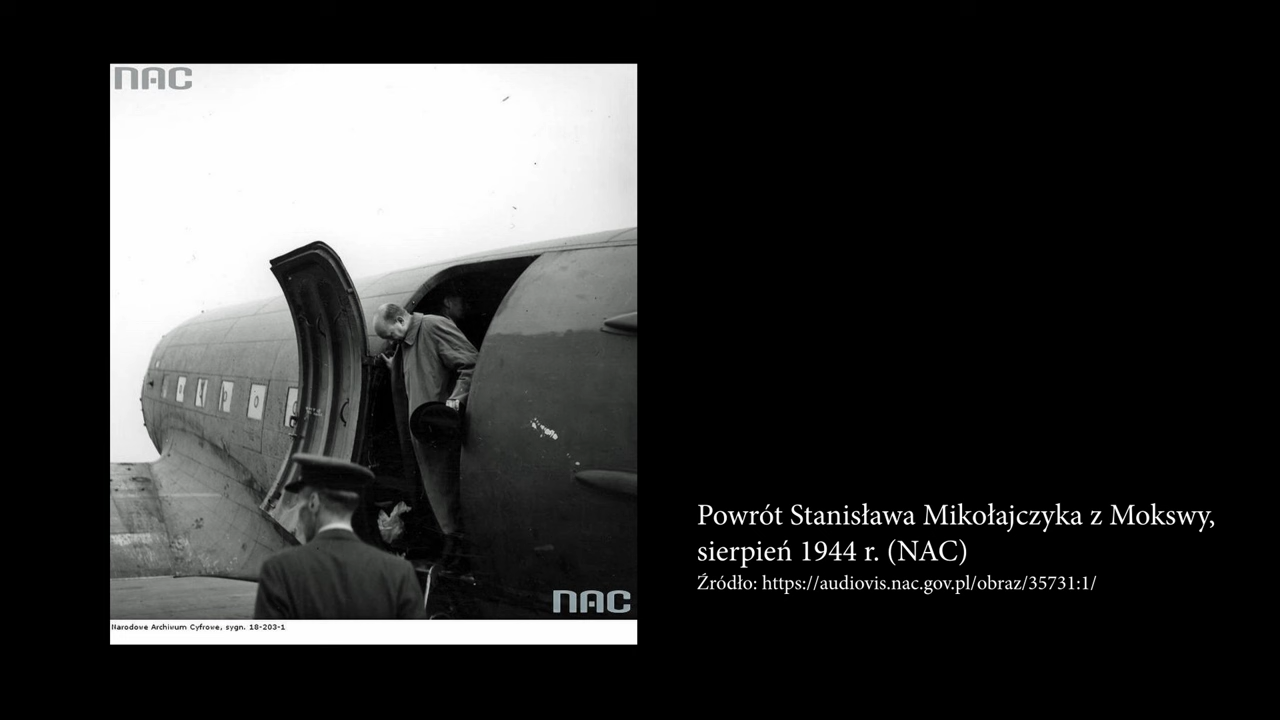 NAC
NAC
Narodowe Archiwum Cyfrowe, sygn. 18-203-1
Powrót Stanisława Mikołajczyka z Mokswy,
sierpień 1944 r. (NAC)
Źródło: https://audiovis.nac.gov.pl/obraz/35731:1/